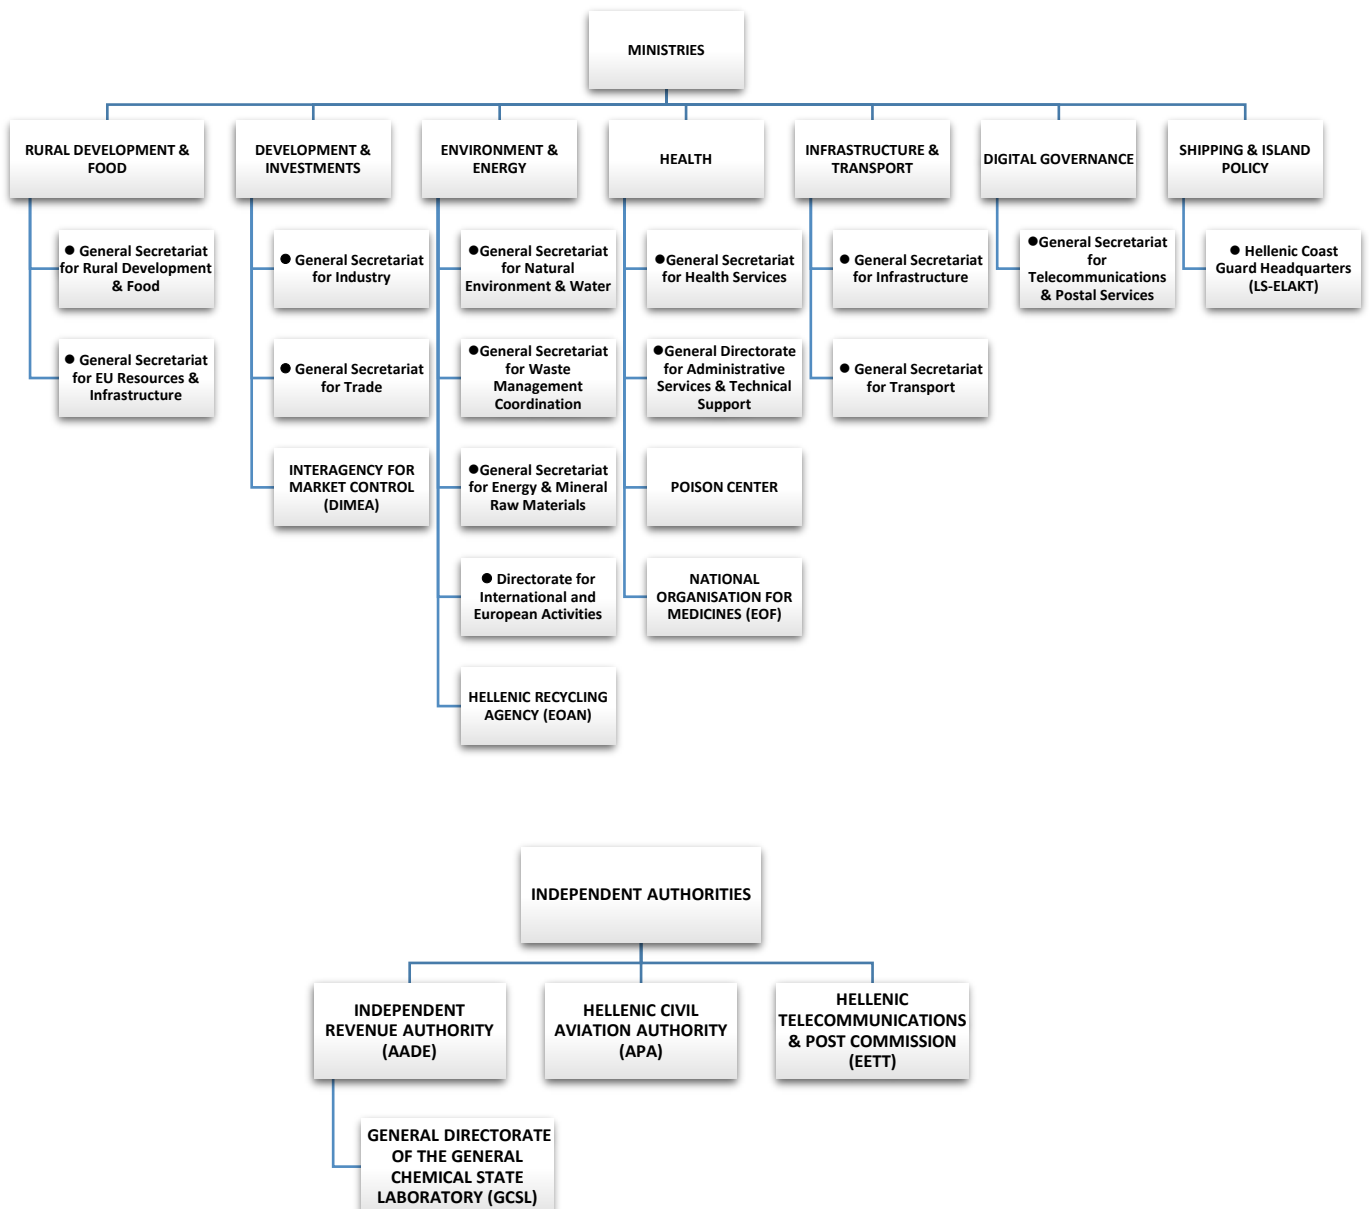 MINISTRIES
RURAL DEVELOPMENT &
FOOD
DEVELOPMENT &
INVESTMENTS
ENVIRONMENT &
ENERGY
HEALTH
INFRASTRUCTURE &
TRANSPORT
DIGITAL GOVERNANCE
SHIPPING & ISLAND
POLICY
● General Secretariat
for Rural Development
& Food
● General Secretariat
for EU Resources &
Infrastructure
● General Secretariat
for Industry
● General Secretariat
for Trade
INTERAGENCY FOR
MARKET CONTROL
(DIMEA)
●General Secretariat
for Natural
Environment & Water
●General Secretariat
for Waste
Management
Coordination
●General Secretariat
for Energy & Mineral
Raw Materials
● Directorate for
International and
European Activities
HELLENIC RECYCLING
AGENCY (EOAN)
●General Secretariat
for Health Services
●General Directorate
for Administrative
Services & Technical
Support
POISON CENTER
NATIONAL
ORGANISATION FOR
MEDICINES (EOF)
● General Secretariat
for Infrastructure
● General Secretariat
for Transport
●General Secretariat
for
Telecommunications
& Postal Services
● Hellenic Coast
Guard Headquarters
(LS-ELAKT)
INDEPENDENT AUTHORITIES
INDEPENDENT
REVENUE AUTHORITY
(AADE)
HELLENIC CIVIL
AVIATION AUTHORITY
(APA)
HELLENIC
TELECOMMUNICATIONS
& POST COMMISSION
(EETT)
GENERAL DIRECTORATE
OF THE GENERAL
CHEMICAL STATE
LABORATORY (GCSL)